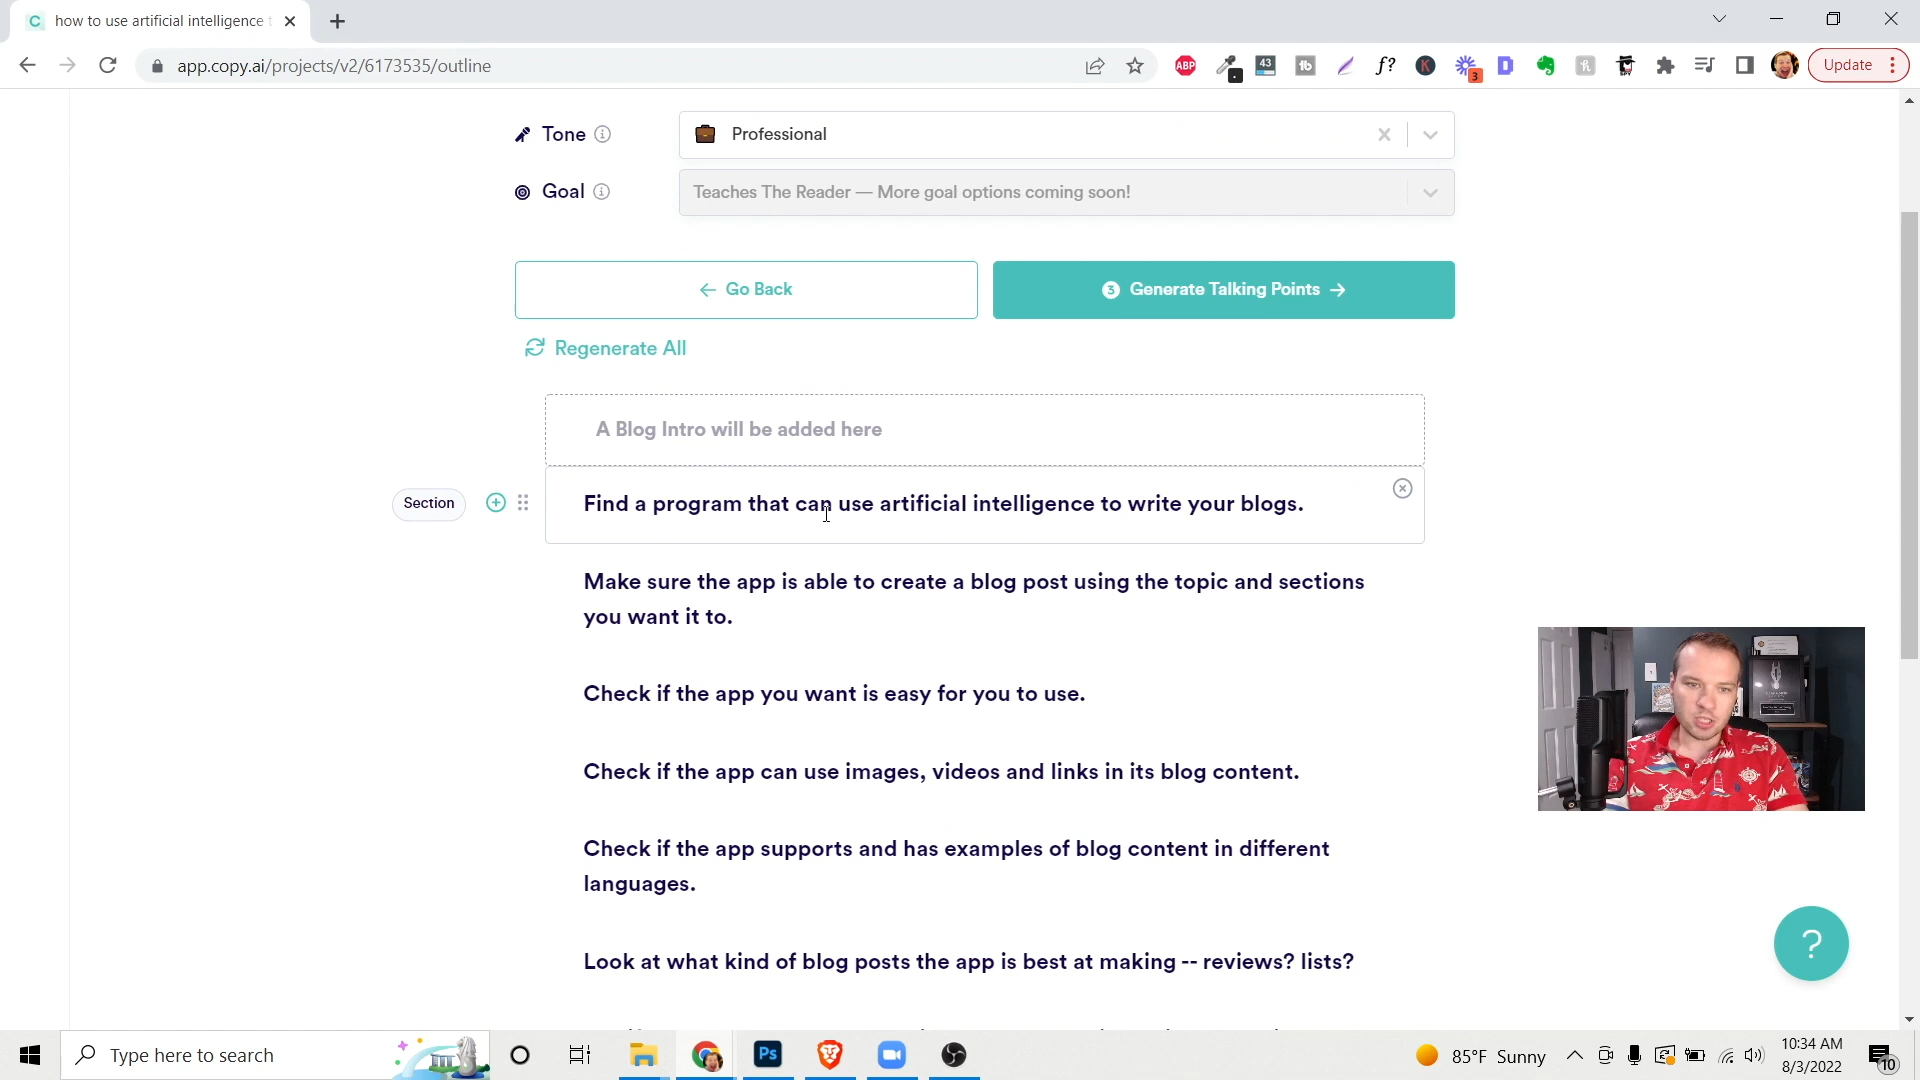 how to use artificial intelligence t
app.copy.ai/projects/v2/6173535/outline
ABP
43
tb
f?
K
3
Update
Tone
Professional
Goal
Teaches The Reader — More goal options coming soon!
← Go Back
3 Generate Talking Points →
Regenerate All
A Blog Intro will be added here
Section
Find a program that can use artificial intelligence to write your blogs.
Make sure the app is able to create a blog post using the topic and sections
you want it to.
Check if the app you want is easy for you to use.
Check if the app can use images, videos and links in its blog content.
Check if the app supports and has examples of blog content in different
languages.
Look at what kind of blog posts the app is best at making -- reviews? lists?
?
Type here to search
Ps
85°F Sunny
10:34 AM
8/3/2022
10